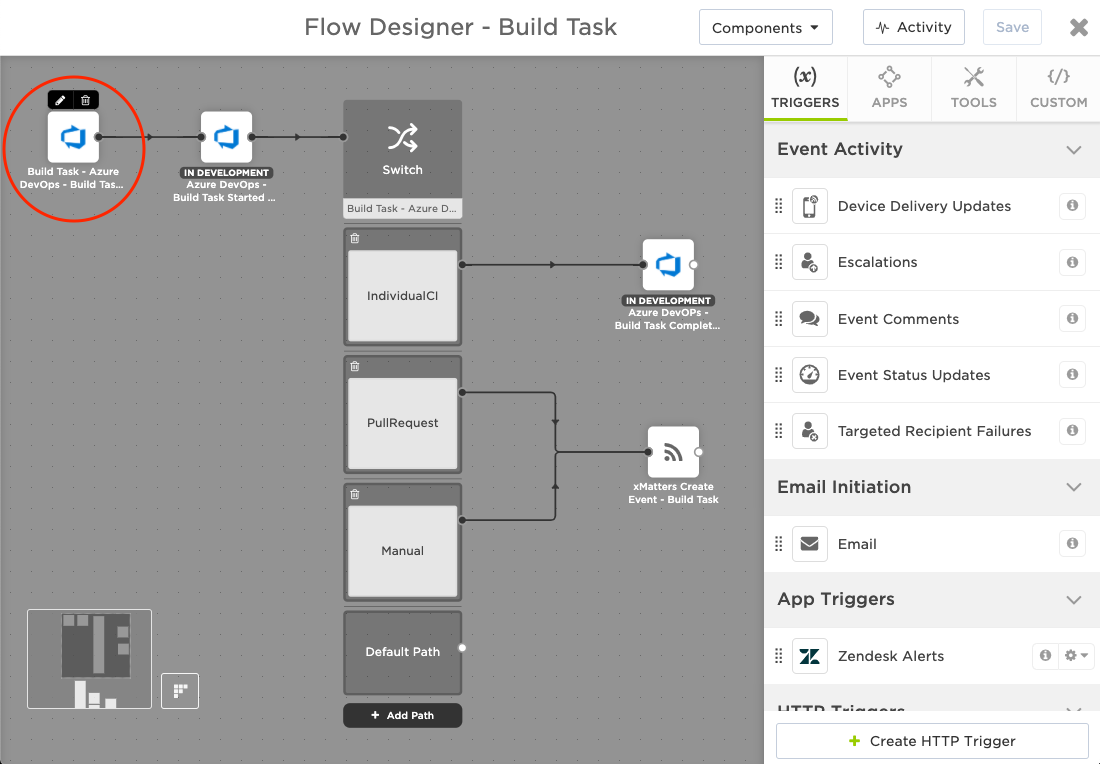 Flow Designer - Build Task
Components
Activity
Save
Build Task - Azure
DevOps - Build Tas...
IN DEVELOPMENT
Azure DevOps -
Build Task Started ...
Switch
Build Task - Azure D...
IndividualCI
IN DEVELOPMENT
Azure DevOPs -
Build Task Complet...
PullRequest
xMatters Create
Event - Build Task
Manual
Default Path
+ Add Path
(x)
TRIGGERS
APPS
TOOLS
{/}
CUSTOM
Event Activity
Device Delivery Updates
Escalations
Event Comments
Event Status Updates
Targeted Recipient Failures
Email Initiation
Email
App Triggers
Zendesk Alerts
HTTP Triggers
+ Create HTTP Trigger